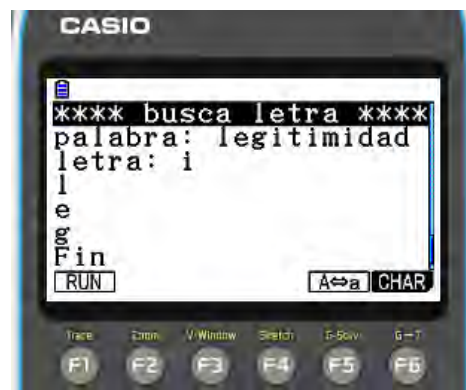 CASIO
**** busca letra ****
palabra: legitimidad
letra: i
l
e
g
Fin
RUN A⇔a CHAR
Trace Zoom V-Window Sketch G-Solv G↔T
F1 F2 F3 F4 F5 F6